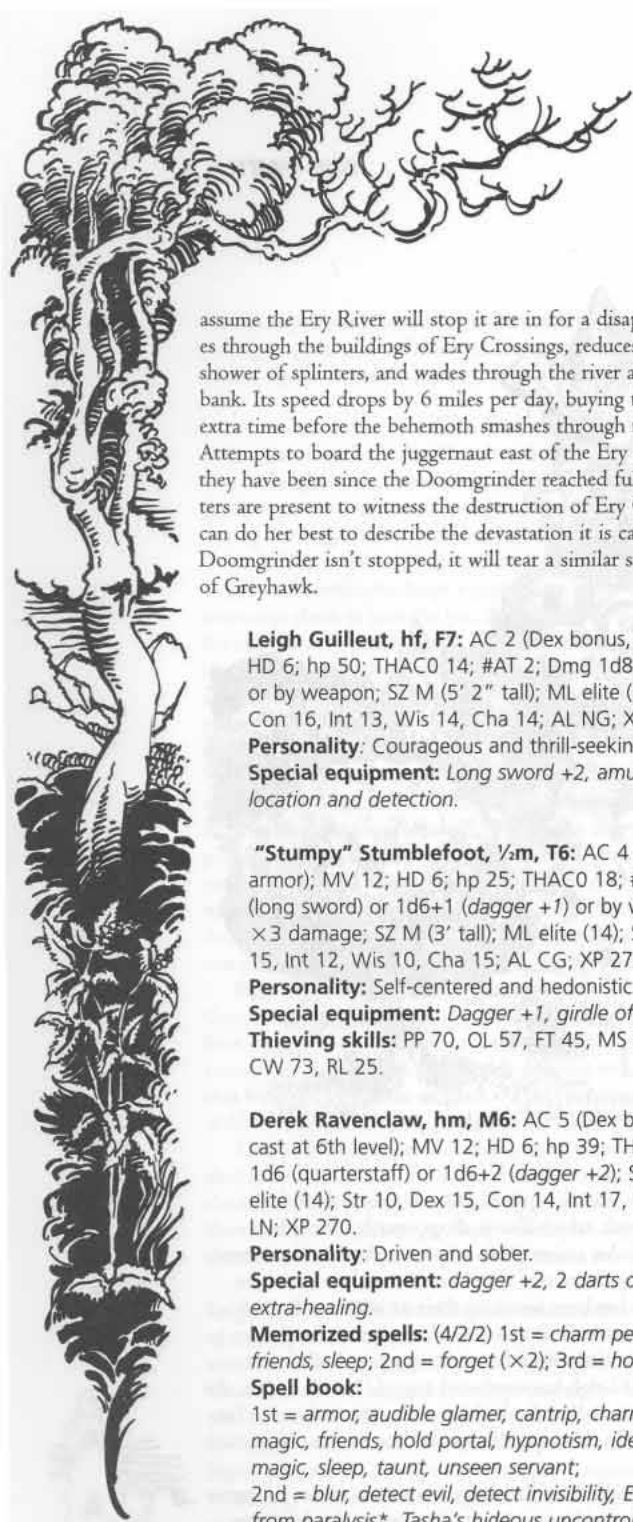 assume the Ery River will stop it are in for a disap
es through the buildings of Ery Crossings, reduces
shower of splinters, and wades through the river a
bank. Its speed drops by 6 miles per day, buying
extra time before the behemoth smashes through
Attempts to board the juggernaut east of the Ery
they have been since the Doomgrinder reached fu
ters are present to witness the destruction of Ery
can do her best to describe the devastation it is ca
Doomgrinder isn't stopped, it will tear a similar s
of Greyhawk.
Leigh Guilleut, hf, F7: AC 2 (Dex bonus,
HD 6; hp 50; THAC0 14; #AT 2; Dmg 1d8
or by weapon; SZ M (5' 2" tall); ML elite (
Con 16, Int 13, Wis 14, Cha 14; AL NG; X
Personality: Courageous and thrill-seekin
Special equipment: Long sword +2, amu
location and detection.
"Stumpy" Stumblefoot, ½m, T6: AC 4
armor); MV 12; HD 6; hp 25; THAC0 18; #
(long sword) or 1d6+1 (dagger +1) or by v
×3 damage; SZ M (3' tall); ML elite (14); S
15, Int 12, Wis 10, Cha 15; AL CG; XP 27
Personality: Self-centered and hedonistic
Special equipment: Dagger +1, girdle of
Thieving skills: PP 70, OL 57, FT 45, MS
CW 73, RL 25.
Derek Ravenclaw, hm, M6: AC 5 (Dex b
cast at 6th level); MV 12; HD 6; hp 39; TH
1d6 (quarterstaff) or 1d6+2 (dagger +2); S
elite (14); Str 10, Dex 15, Con 14, Int 17,
LN; XP 270.
Personality: Driven and sober.
Special equipment: dagger +2, 2 darts o
extra-healing.
Memorized spells: (4/2/2) 1st = charm pe
friends, sleep; 2nd = forget (×2); 3rd = ho
Spell book:
1st = armor, audible glamer, cantrip, charm
magic, friends, hold portal, hypnotism, ide
magic, sleep, taunt, unseen servant;
2nd = blur, detect evil, detect invisibility, E
from paralysis*, Tasha's hideous uncontro